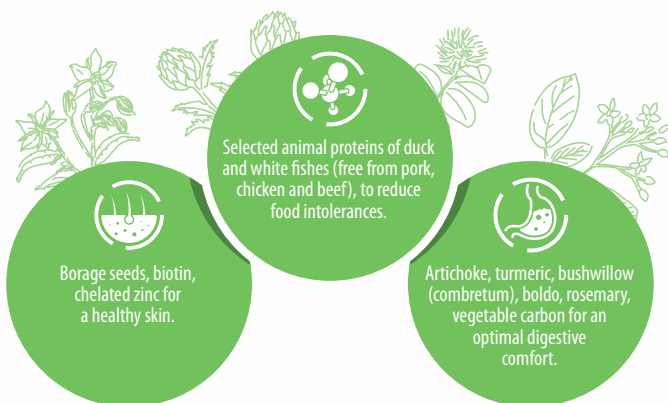 Selected animal proteins of duck
and white fishes (free from pork,
chicken and beef), to reduce
food intolerances.
Borage seeds, biotin,
chelated zinc for
a healthy skin.
Artichoke, turmeric, bushwillow
(combretum), boldo, rosemary,
vegetable carbon for an
optimal digestive
comfort.